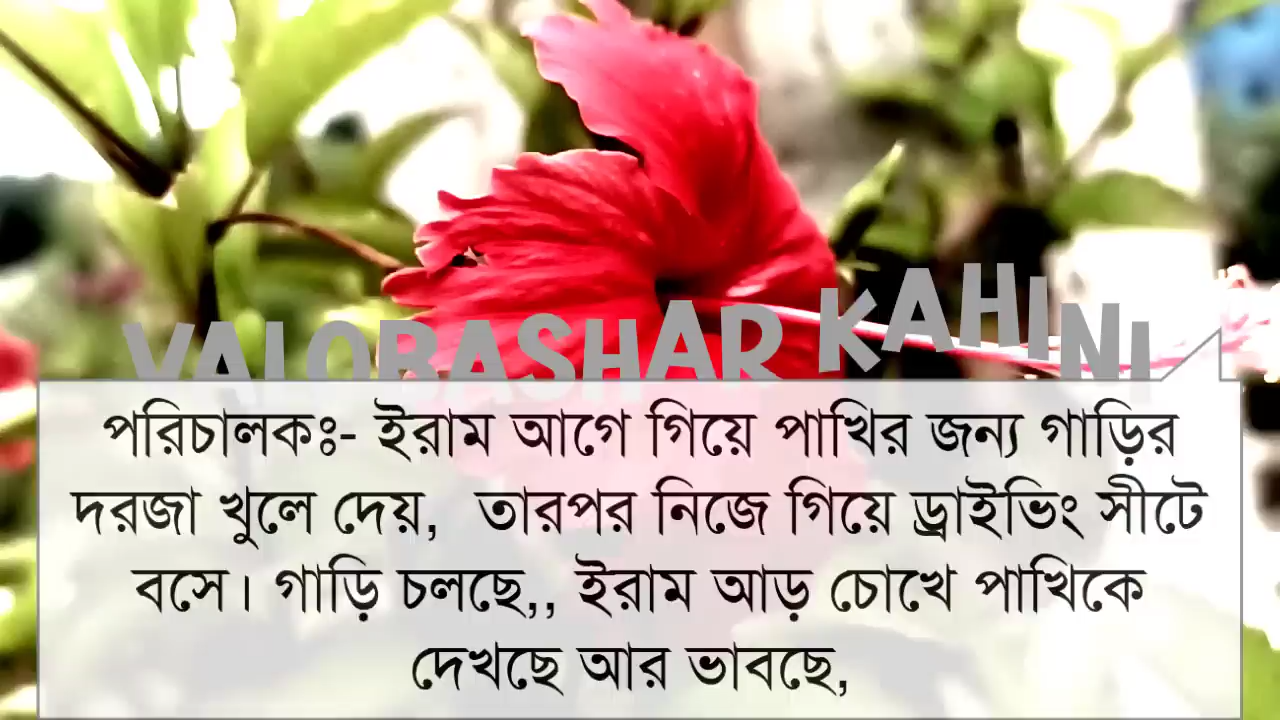 VALOBASHAR KAHINI
পরিচালকঃ- ইরাম আগে গিয়ে পাখির জন্য গাড়ির
দরজা খুলে দেয়, তারপর নিজে গিয়ে ড্রাইভিং সীটে
বসে। গাড়ি চলছে,, ইরাম আড় চোখে পাখিকে
দেখছে আর ভাবছে,